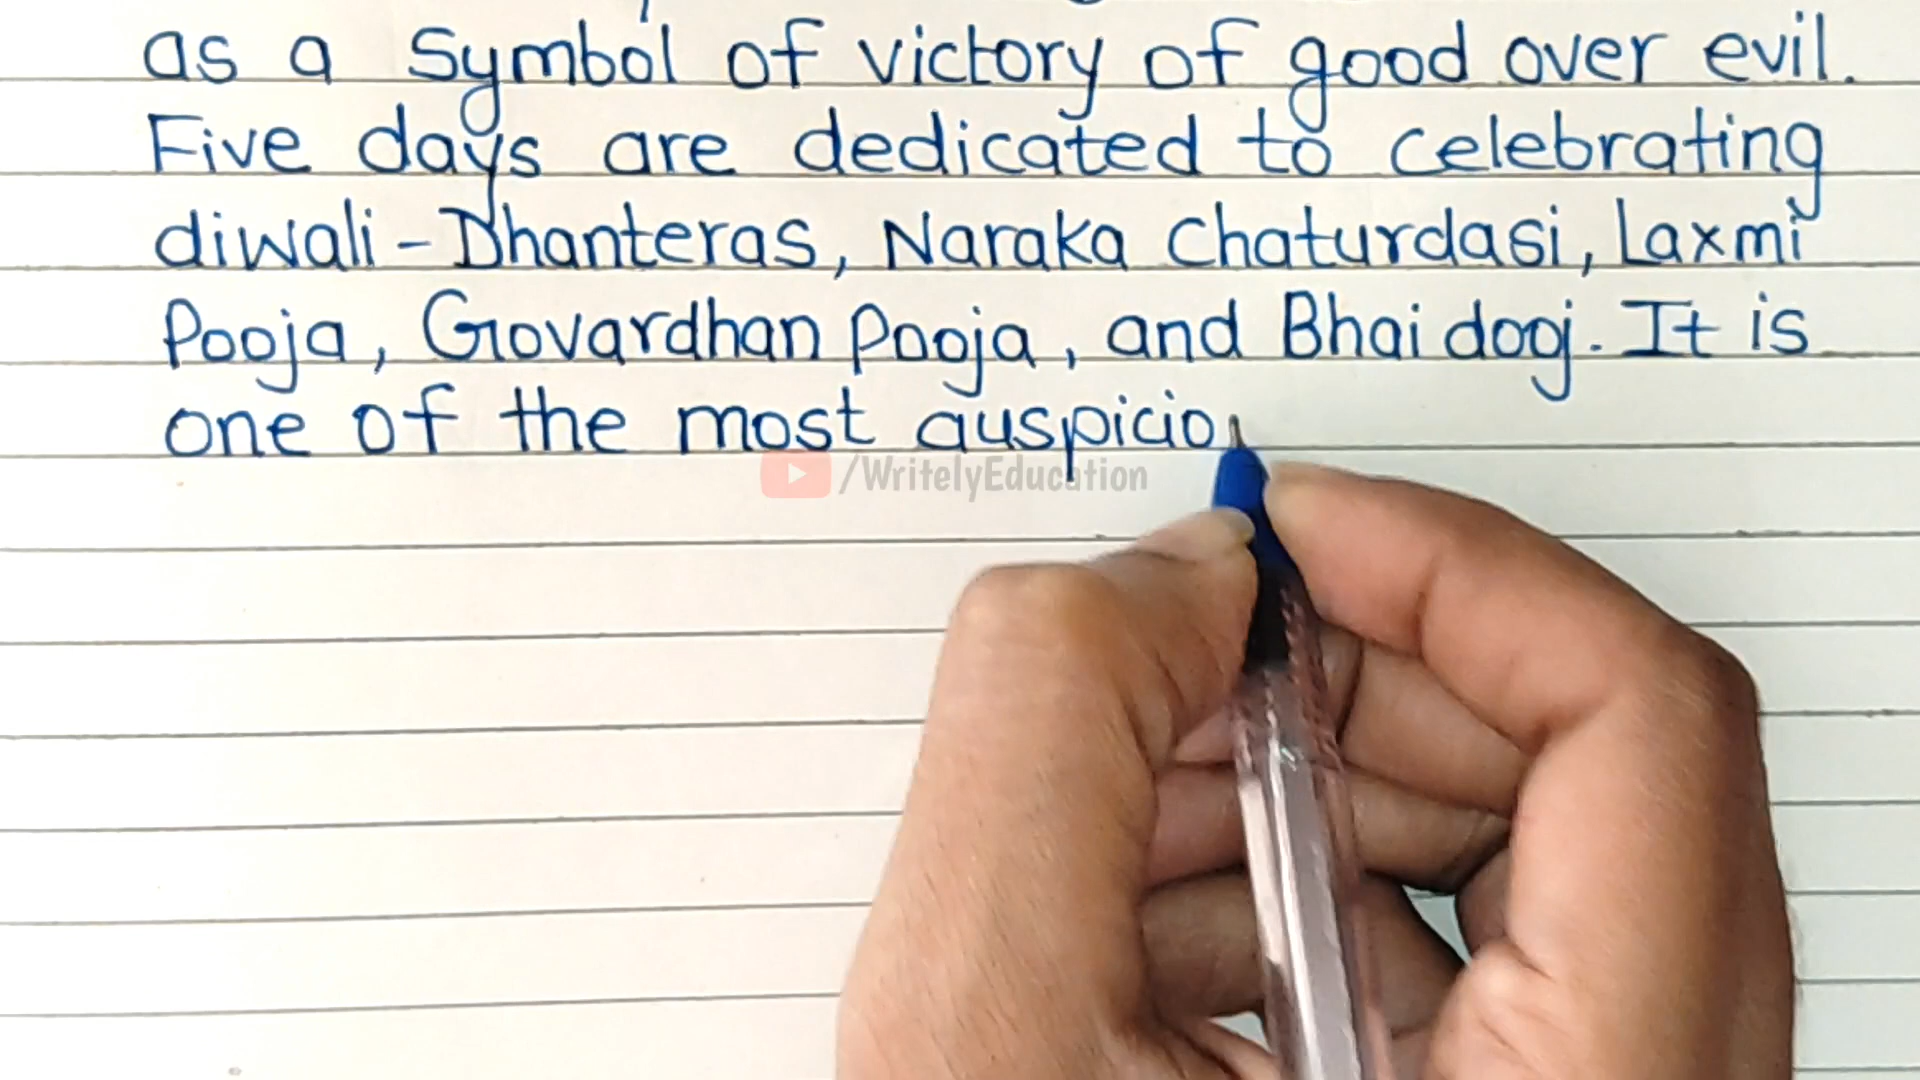 as a symbol of victory of good over evil.
Five days are dedicated to celebrating
diwali - Dhanteras, Naraka Chaturdasi, Laxmi
Pooja, Govardhan Pooja, and Bhai dooj. It is
one of the most auspicio
/WritelyEducation